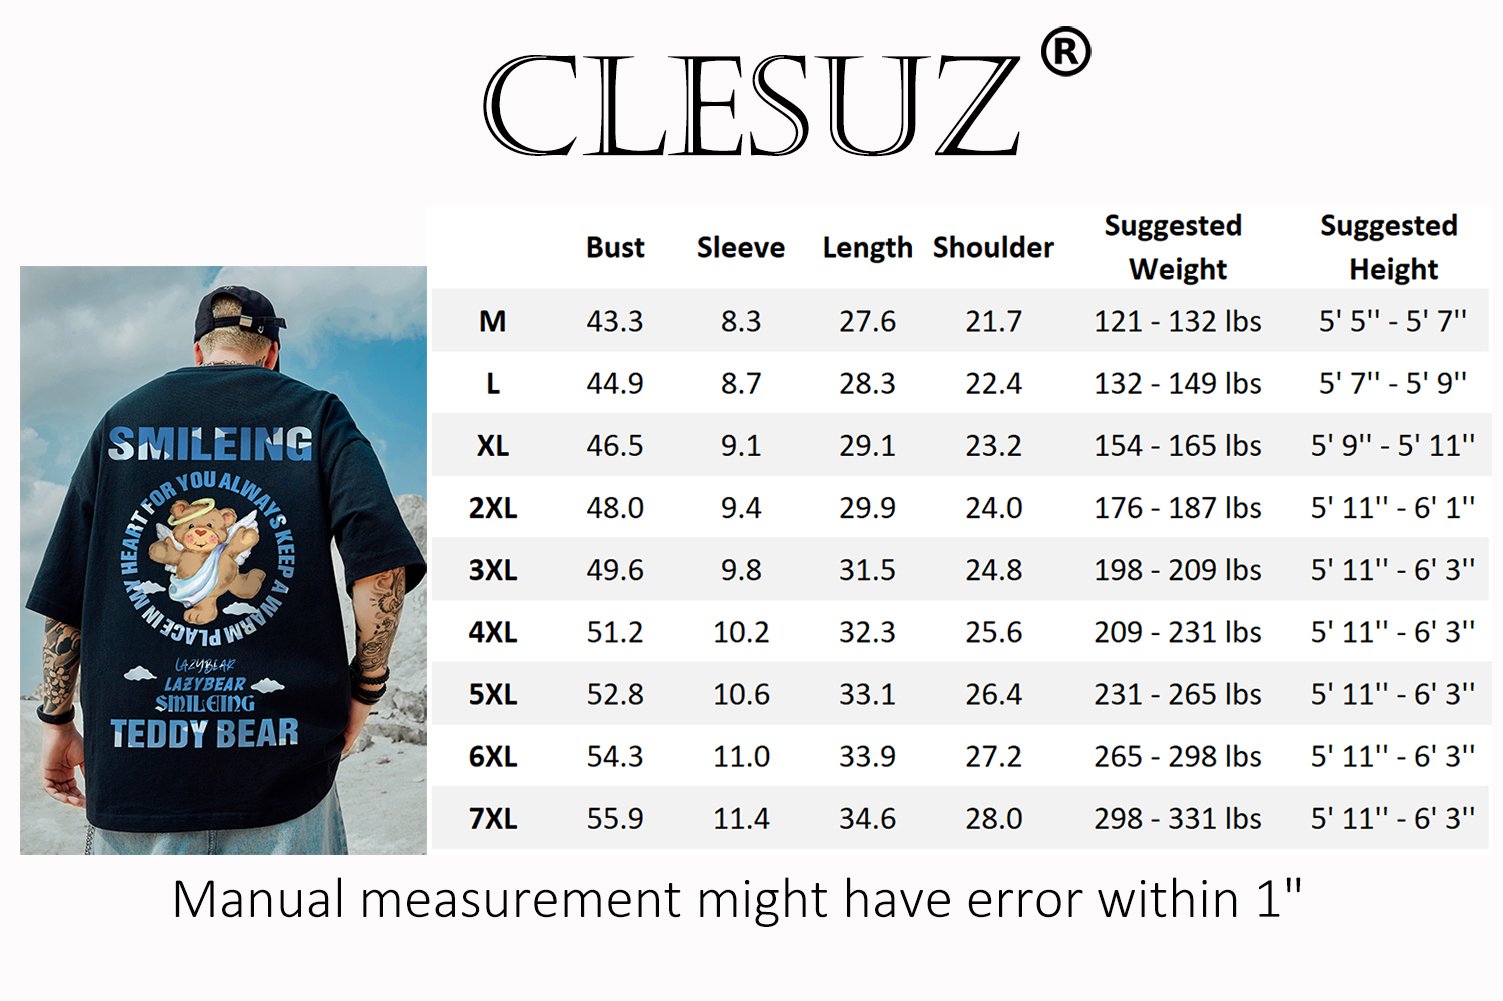 CLESUZ®
Bust Sleeve Length Shoulder Suggested Weight Suggested Height
M 43.3 8.3 27.6 21.7 121 - 132 lbs 5' 5'' - 5' 7''
L 44.9 8.7 28.3 22.4 132 - 149 lbs 5' 7'' - 5' 9''
XL 46.5 9.1 29.1 23.2 154 - 165 lbs 5' 9'' - 5' 11''
2XL 48.0 9.4 29.9 24.0 176 - 187 lbs 5' 11'' - 6' 1''
3XL 49.6 9.8 31.5 24.8 198 - 209 lbs 5' 11'' - 6' 3''
4XL 51.2 10.2 32.3 25.6 209 - 231 lbs 5' 11'' - 6' 3''
5XL 52.8 10.6 33.1 26.4 231 - 265 lbs 5' 11'' - 6' 3''
6XL 54.3 11.0 33.9 27.2 265 - 298 lbs 5' 11'' - 6' 3''
7XL 55.9 11.4 34.6 28.0 298 - 331 lbs 5' 11'' - 6' 3''
SMILEING
FOR YOU ALWAYS KEEP A WARM PLACE IN MY HEART
LAZYBEAR
LAZYBEAR
SMILEING
TEDDY BEAR
Manual measurement might have error within 1"